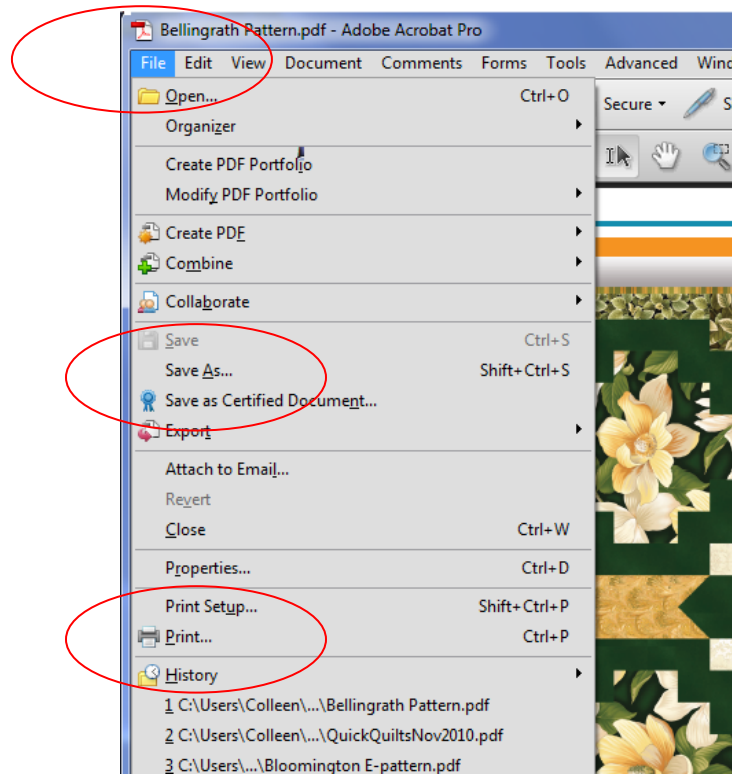 Bellingrath Pattern.pdf - Adobe Acrobat Pro
File Edit View Document Comments Forms Tools Advanced Wind
Open... Ctrl+O
Secure S
Organizer
Create PDF Portfolio
Modify PDF Portfolio
Create PDF
Combine
Collaborate
Save Ctrl+S
Save As... Shift+Ctrl+S
Save as Certified Document...
Export
Attach to Email...
Revert
Close Ctrl+W
Properties... Ctrl+D
Print Setup... Shift+Ctrl+P
Print... Ctrl+P
History
1 C:\Users\Colleen\...\Bellingrath Pattern.pdf
2 C:\Users\Colleen\...\QuickQuiltsNov2010.pdf
3 C:\Users\...\Bloomington E-pattern.pdf